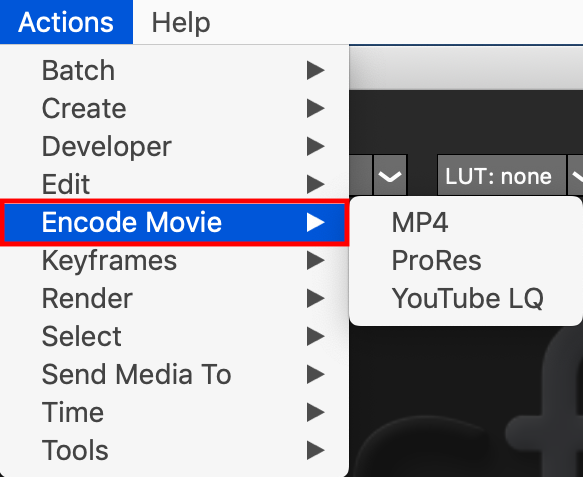 Actions Help
Batch
Create
Developer
Edit
LUT: none
Encode Movie
MP4
Keyframes
ProRes
Render
YouTube LQ
Select
Send Media To
Time
Tools